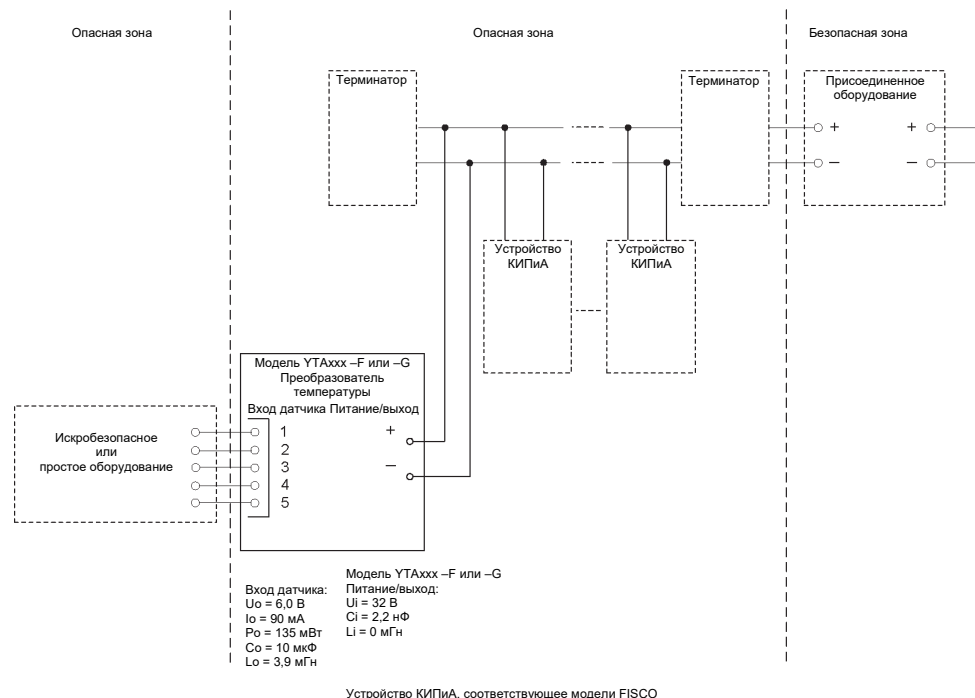 Опасная зона
Опасная зона
Безопасная зона
Терминатор
Терминатор
Присоединенное
оборудование
+ +
– –
Устройство
КИПиА
Устройство
КИПиА
Модель YTAxxx –F или –G
Преобразователь
температуры
Вход датчика Питание/выход
Искробезопасное
или
простое оборудование
1
2
3
4
5
+
–
Вход датчика:
Uo = 6,0 В
Io = 90 мА
Po = 135 мВт
Co = 10 мкФ
Lo = 3,9 мГн
Модель YTAxxx –F или –G
Питание/выход:
Ui = 32 В
Ci = 2,2 нФ
Li = 0 мГн
Устройство КИПиА, соответствующее модели FISCO